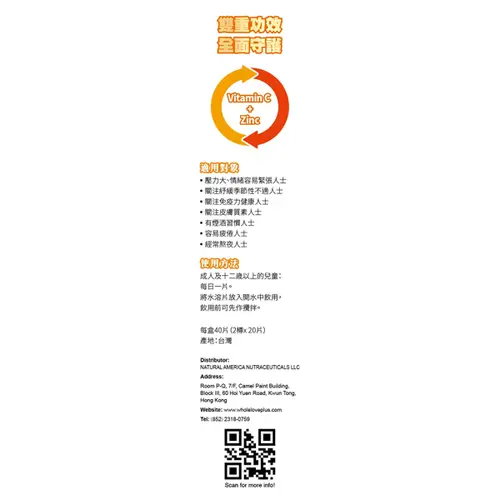 雙重功效
全面守護
Vitamin C
+
Zinc
適用對象
• 壓力大、情緒容易緊張人士
• 關注紓緩季節性不適人士
• 關注免疫力健康人士
• 關注皮膚質素人士
• 有煙酒習慣人士
• 容易疲倦人士
• 經常熬夜人士
使用方法
成人及十二歲以上的兒童：
每日一片。
將水溶片放入開水中飲用，
飲用前可先作攪拌。
每盒40片（2樽x 20片）
產地：台灣
Distributor:
NATURAL AMERICA NUTRACEUTICALS LLC
Address:
Room P-Q, 7/F, Camel Paint Building,
Block III, 60 Hoi Yuen Road, Kwun Tong,
Hong Kong
Website: www.wholeloveplus.com
Tel: (852) 2318-0759
Scan for more info!